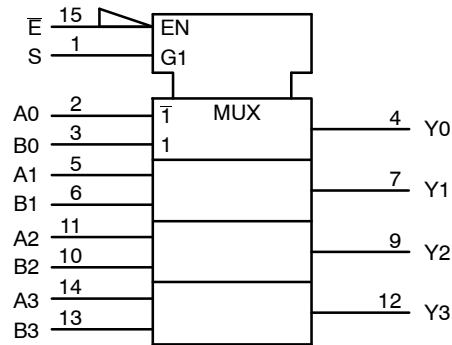 E̅ 15 EN
S 1 G1
MUX
A0 2 1̅
B0 3 1
4 Y0
A1 5
B1 6
7 Y1
A2 11
B2 10
9 Y2
A3 14
B3 13
12 Y3